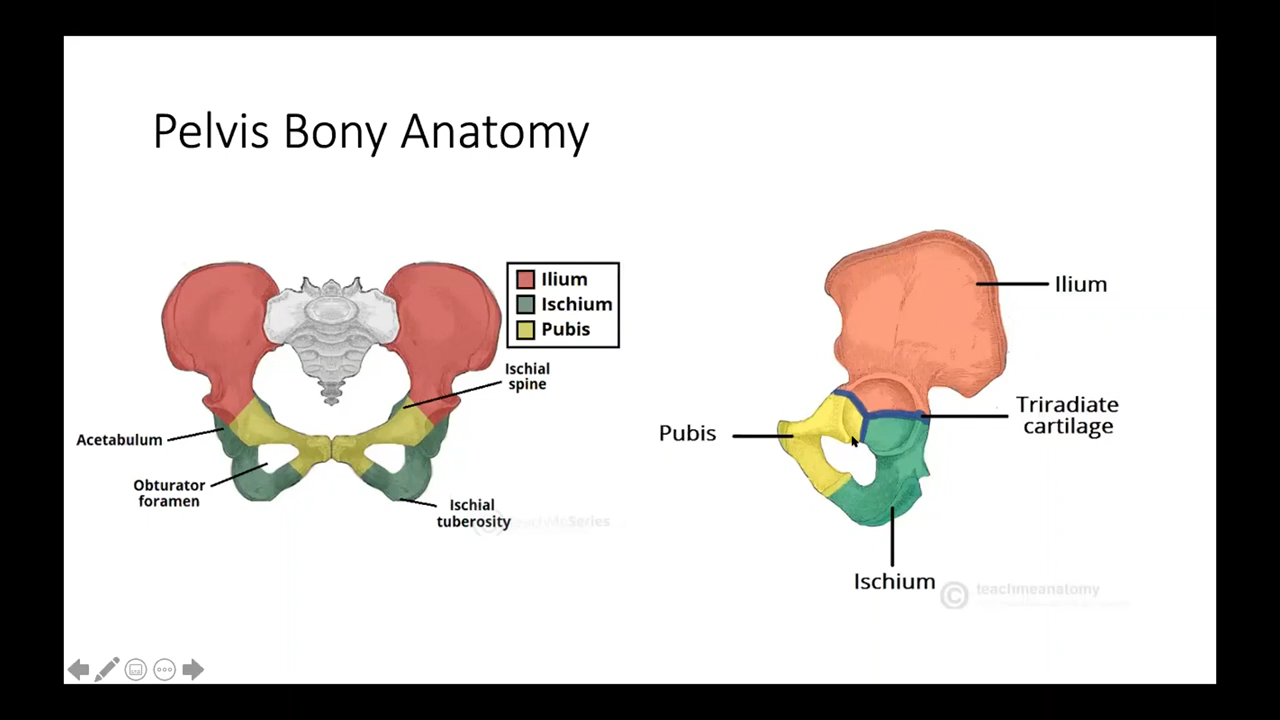 Pelvis Bony Anatomy
Ilium
Ischium
Pubis
Ischial
spine
Acetabulum
Obturator
foramen
Ischial
tuberosity
teachMeSeries
Ilium
Triradiate
cartilage
Pubis
Ischium
© teachmeanatomy